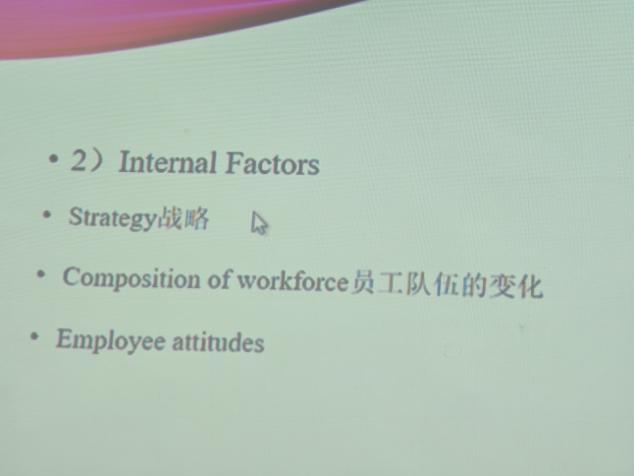 • 2）Internal Factors
• Strategy战略
• Composition of workforce员工队伍的变化
• Employee attitudes